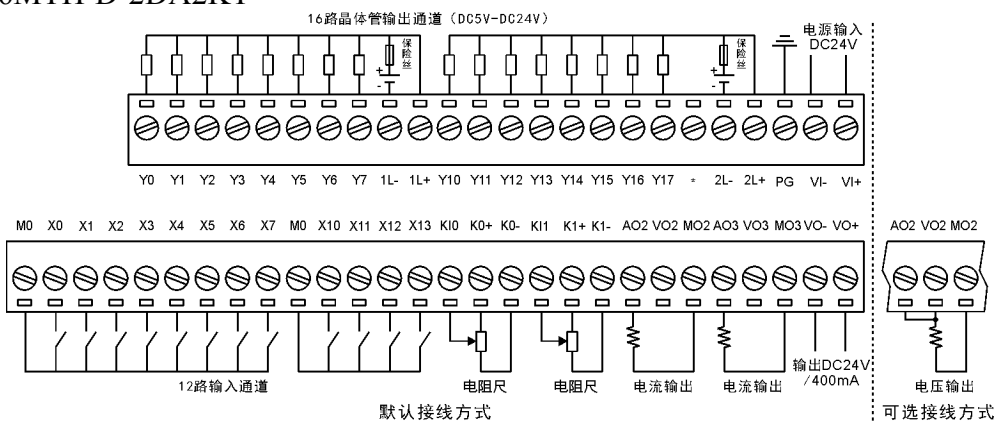 16路晶体管输出通道（DC5V-DC24V）
电源输入
DC24V
保险丝
保险丝
+
-
+
-
Y0 Y1 Y2 Y3 Y4 Y5 Y6 Y7 1L- 1L+ Y10 Y11 Y12 Y13 Y14 Y15 Y16 Y17 * 2L- 2L+ PG VI- VI+
M0 X0 X1 X2 X3 X4 X5 X6 X7 M0 X10 X11 X12 X13 KI0 K0+ K0- KI1 K1+ K1- AO2 VO2 MO2 AO3 VO3 MO3 VO- VO+ AO2 VO2 MO2
12路输入通道
电阻尺
电阻尺
电流输出
电流输出
输出DC24V
/400mA
电压输出
默认接线方式
可选接线方式